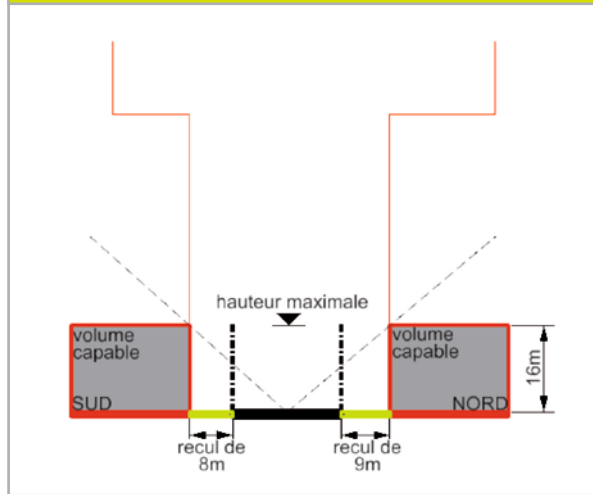 hauteur maximale
volume
capable
volume
capable
16m
SUD
NORD
recul de
8m
recul de
9m